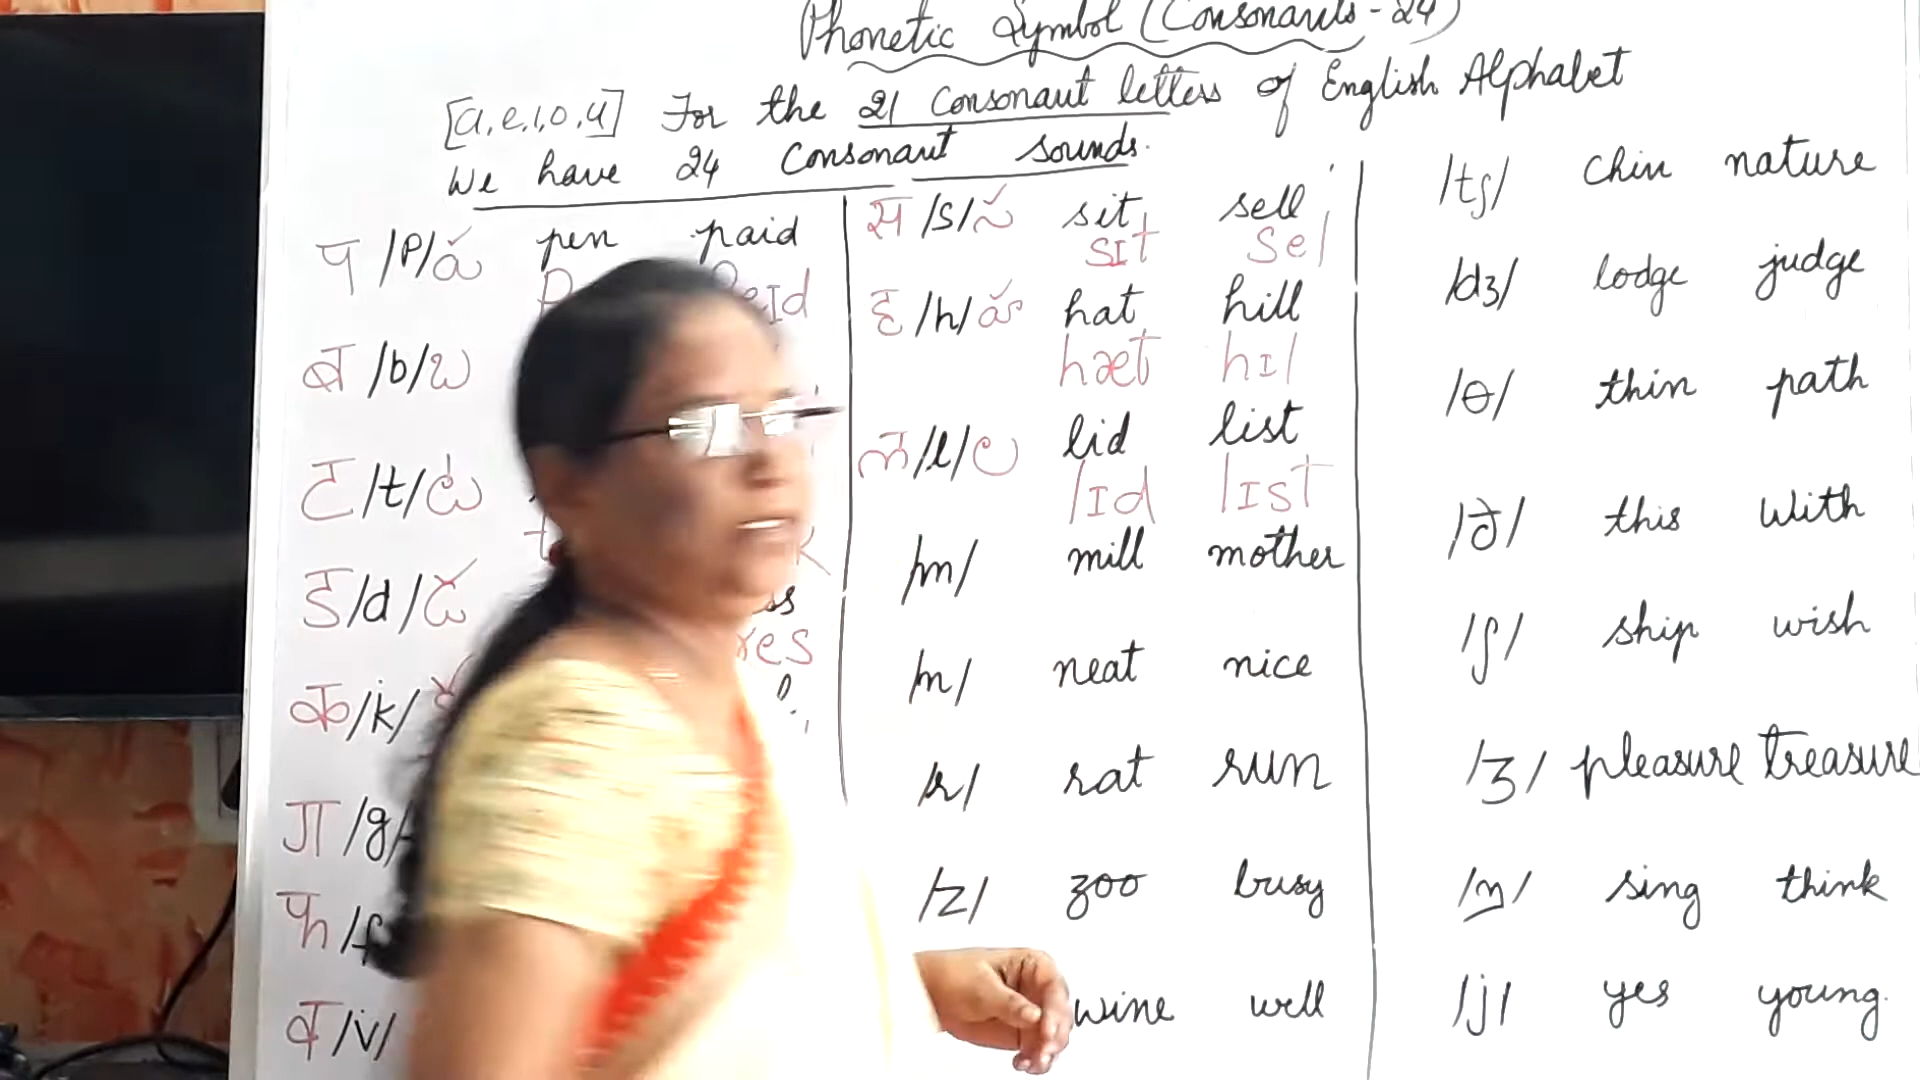 Phonetic Symbol (Consonants - 24)
[a, e, i, o, u] For the 21 Consonant letters of English Alphabet
We have 24 Consonant sounds.
प /p/ ప pen paid
eɪd
ब /b/ బ
ट /t/ ట
ड /d/ డ
res
क /k/
ग /g/
फ /f
व /v/
स /s/ స sit sell
sɪt sel
ह /h/ హ hat hill
hæt hɪl
ल /l/ ల lid list
lɪd lɪst
/m/ mill mother
/n/ neat nice
/r/ rat run
/z/ zoo busy
wine well
/tʃ/ chin nature
/dʒ/ lodge judge
/θ/ thin path
/ð/ this with
/ʃ/ ship wish
/ʒ/ pleasure treasure
/ŋ/ sing think
/j/ yes young.